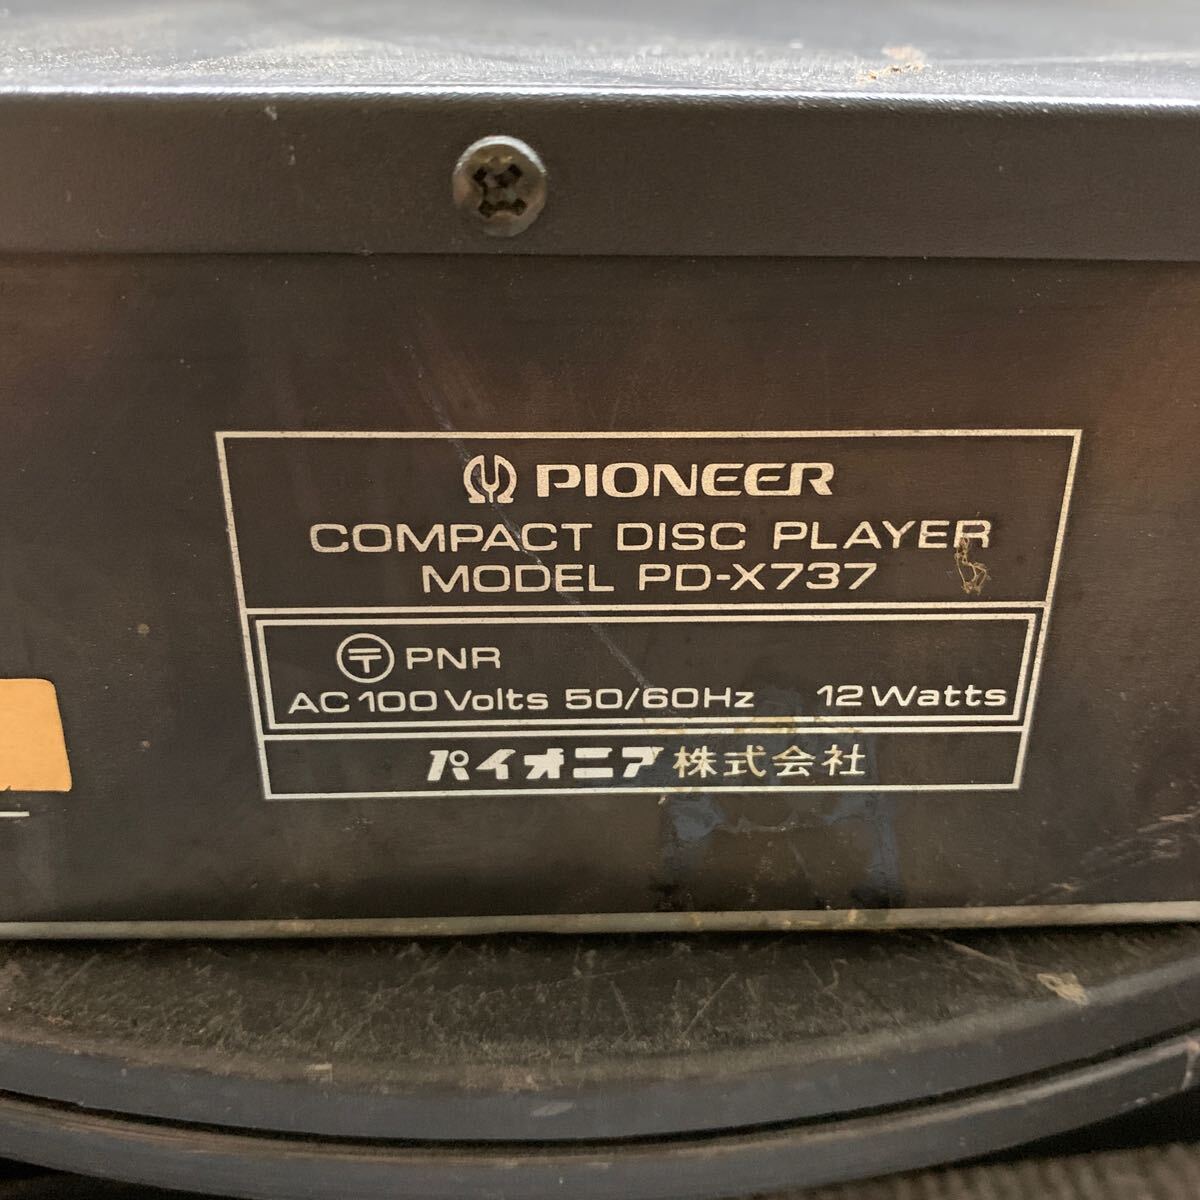 PIONEER
COMPACT DISC PLAYER
MODEL PD-X737
〒 PNR
AC 100 Volts 50/60Hz 12 Watts
パイオニア株式会社